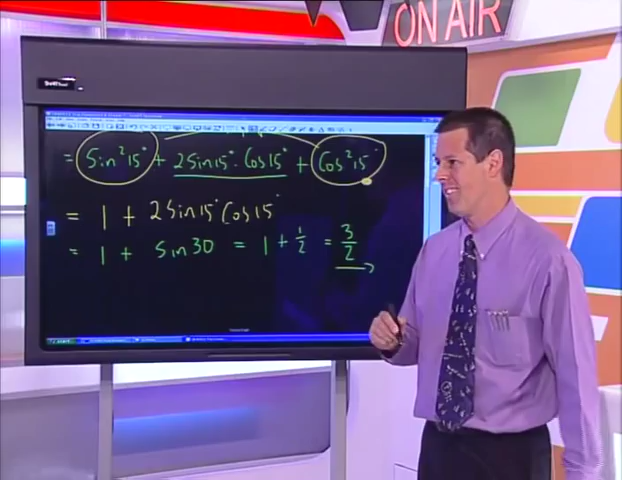 ON AIR
= Sin²15° + 2Sin15°·Cos15° + Cos²15°
= 1 + 2Sin15° Cos15°
= 1 + Sin30 = 1 + 1/2 = 3/2